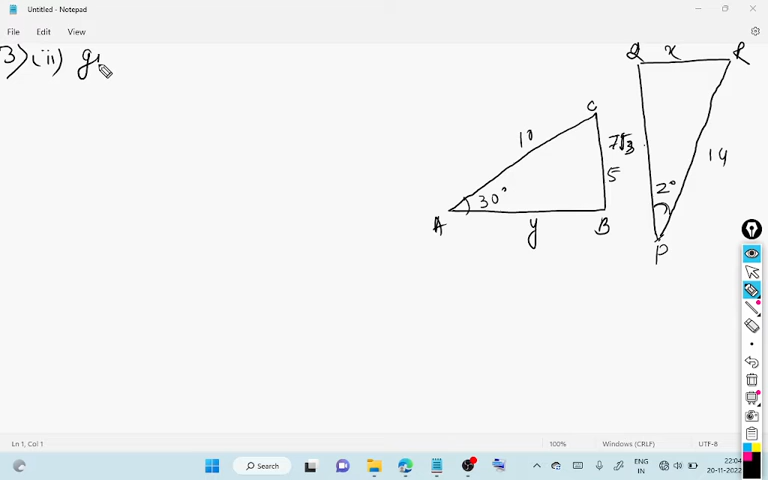 Untitled - Notepad
File Edit View
3) (ii) gi
Q x R
C
10
7√3
5
14
30°
2°
A y B
P
Ln 1, Col 1 100% Windows (CRLF) UTF-8
Search
ENG
IN
22:04
20-11-2022